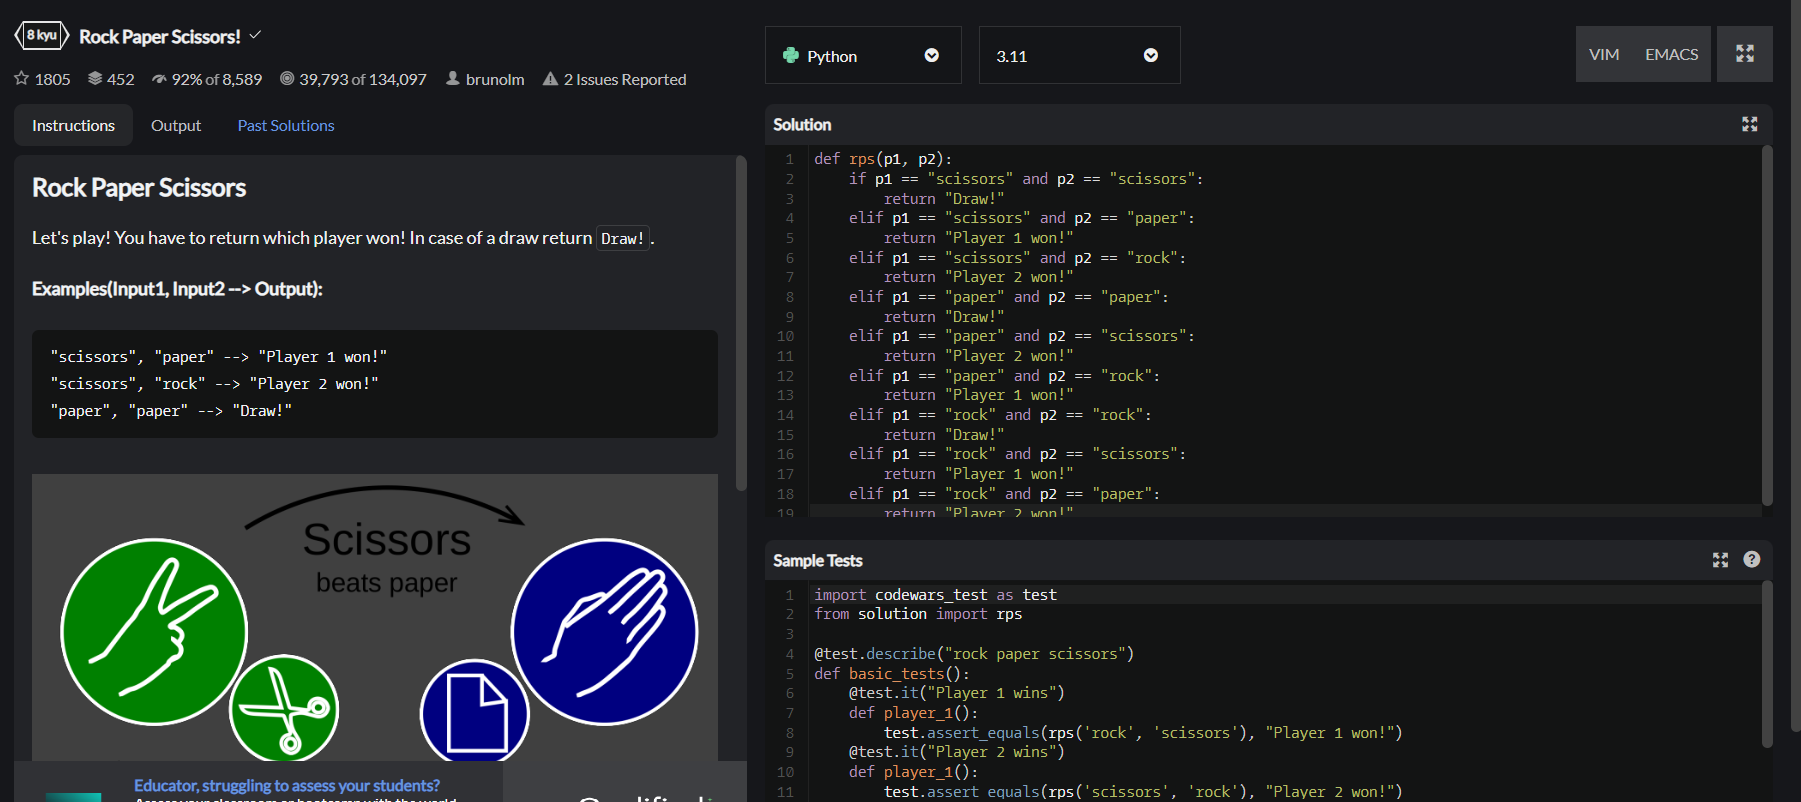 8 kyu
Rock Paper Scissors!
1805 452 92% of 8,589 39,793 of 134,097 brunolm 2 Issues Reported
Instructions Output Past Solutions
Rock Paper Scissors
Let's play! You have to return which player won! In case of a draw return Draw!.
Examples(Input1, Input2 --> Output):
"scissors", "paper" --> "Player 1 won!"
"scissors", "rock" --> "Player 2 won!"
"paper", "paper" --> "Draw!"
Scissors
beats paper
Educator, struggling to assess your students?
Python 3.11 VIM EMACS
Solution
1 def rps(p1, p2):
2     if p1 == "scissors" and p2 == "scissors":
3         return "Draw!"
4     elif p1 == "scissors" and p2 == "paper":
5         return "Player 1 won!"
6     elif p1 == "scissors" and p2 == "rock":
7         return "Player 2 won!"
8     elif p1 == "paper" and p2 == "paper":
9         return "Draw!"
10     elif p1 == "paper" and p2 == "scissors":
11         return "Player 2 won!"
12     elif p1 == "paper" and p2 == "rock":
13         return "Player 1 won!"
14     elif p1 == "rock" and p2 == "rock":
15         return "Draw!"
16     elif p1 == "rock" and p2 == "scissors":
17         return "Player 1 won!"
18     elif p1 == "rock" and p2 == "paper":
19         return "Player 2 won!"
Sample Tests
1 import codewars_test as test
2 from solution import rps
3
4 @test.describe("rock paper scissors")
5 def basic_tests():
6     @test.it("Player 1 wins")
7     def player_1():
8         test.assert_equals(rps('rock', 'scissors'), "Player 1 won!")
9     @test.it("Player 2 wins")
10     def player_1():
11         test.assert_equals(rps('scissors', 'rock'), "Player 2 won!")